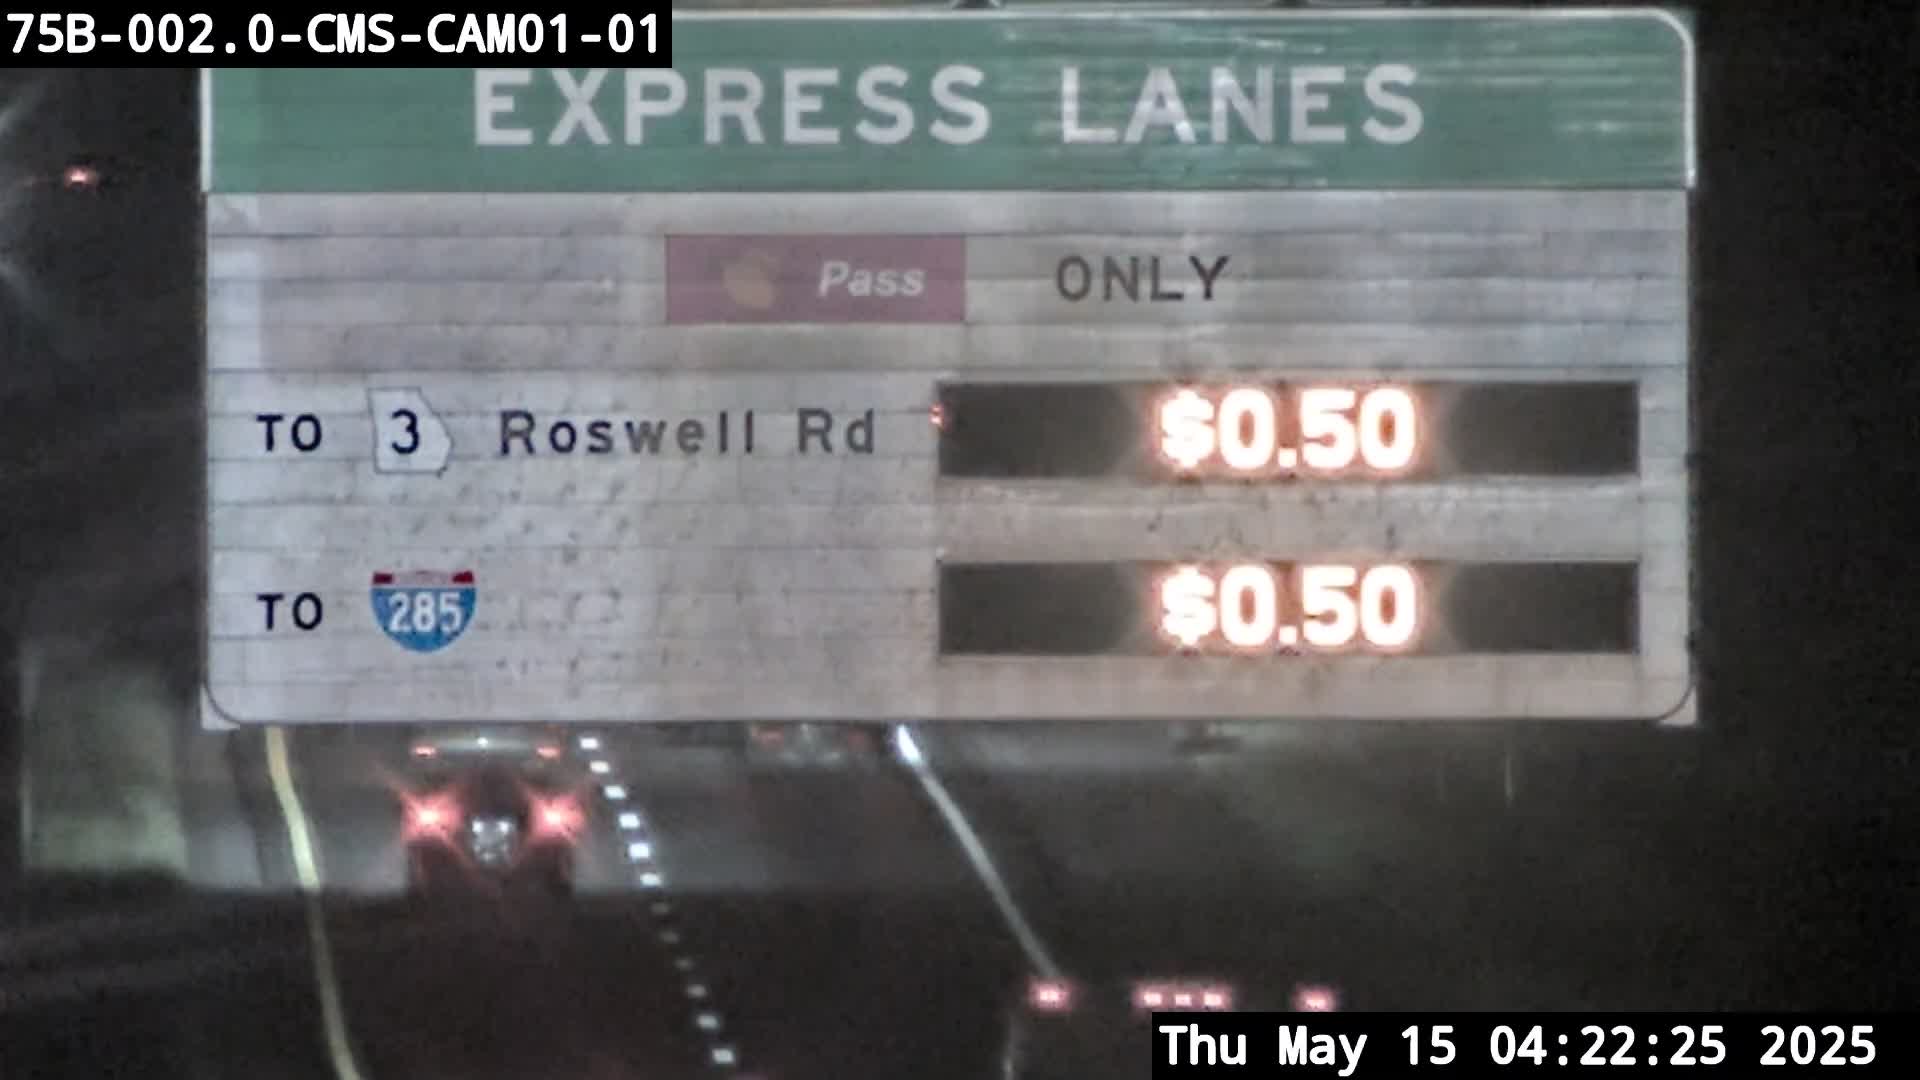 75B-002.0-CMS-CAM01-01
EXPRESS LANES
Pass ONLY
TO 3 Roswell Rd $0.50
TO 285 $0.50
Thu May 15 04:22:25 2025